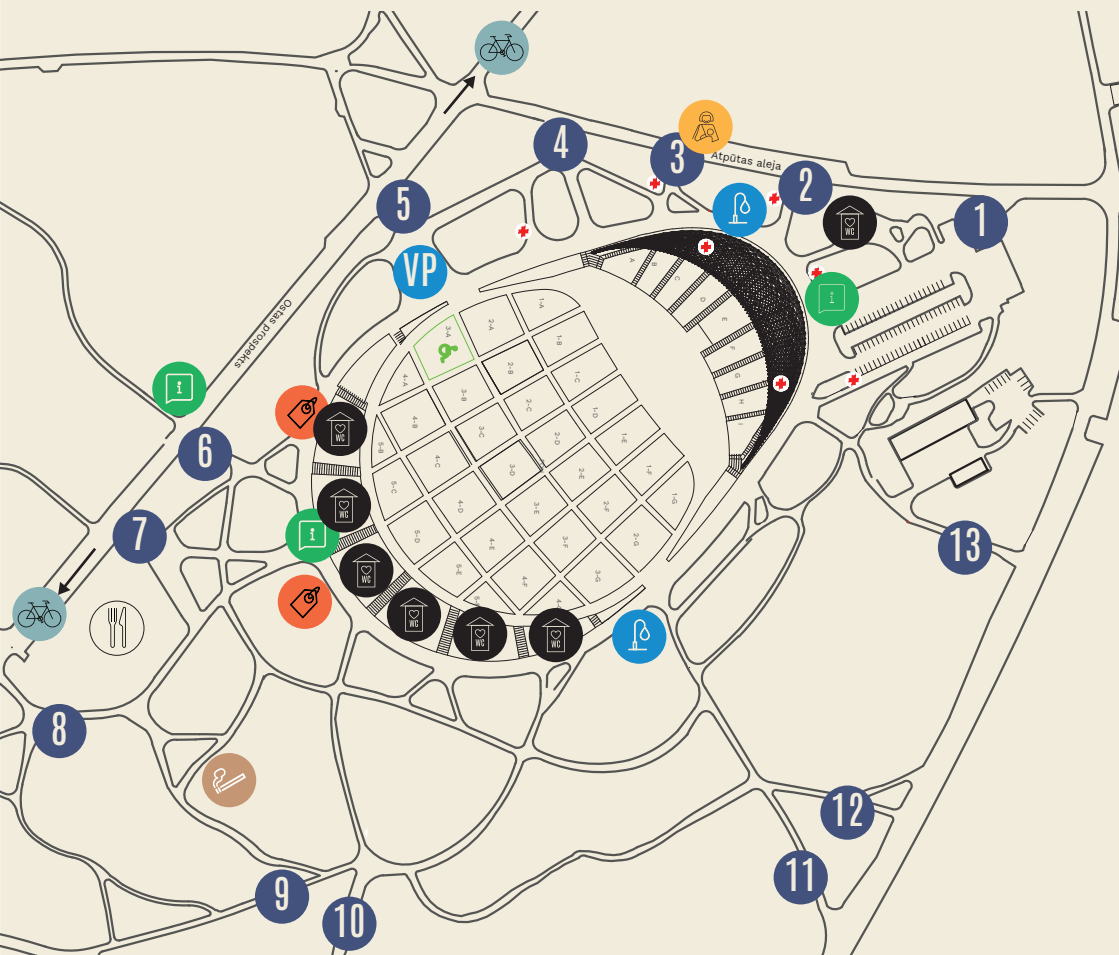 4
3
Atpūtas aleja
2
5
1
WC
VP
i
Ostas prospekts
A
B
C
D
E
F
G
H
I
1-A
2-A
3-A
1-B
2-B
4-A
3-B
1-C
2-C
1-D
4-B
3-C
2-D
1-E
5-B
4-C
3-D
2-E
1-F
5-C
4-D
3-E
2-F
1-G
5-D
4-E
3-F
2-G
5-E
4-F
3-G
i
WC
6
WC
i
7
WC
WC
WC
WC
13
8
12
11
9
10